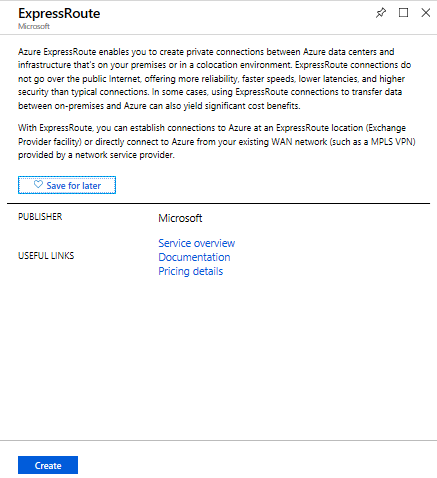 ExpressRoute
Microsoft
Azure ExpressRoute enables you to create private connections between Azure data centers and
infrastructure that's on your premises or in a colocation environment. ExpressRoute connections do
not go over the public Internet, offering more reliability, faster speeds, lower latencies, and higher
security than typical connections. In some cases, using ExpressRoute connections to transfer data
between on-premises and Azure can also yield significant cost benefits.
With ExpressRoute, you can establish connections to Azure at an ExpressRoute location (Exchange
Provider facility) or directly connect to Azure from your existing WAN network (such as a MPLS VPN)
provided by a network service provider.
Save for later
PUBLISHER Microsoft
Service overview
USEFUL LINKS Documentation
Pricing details
Create